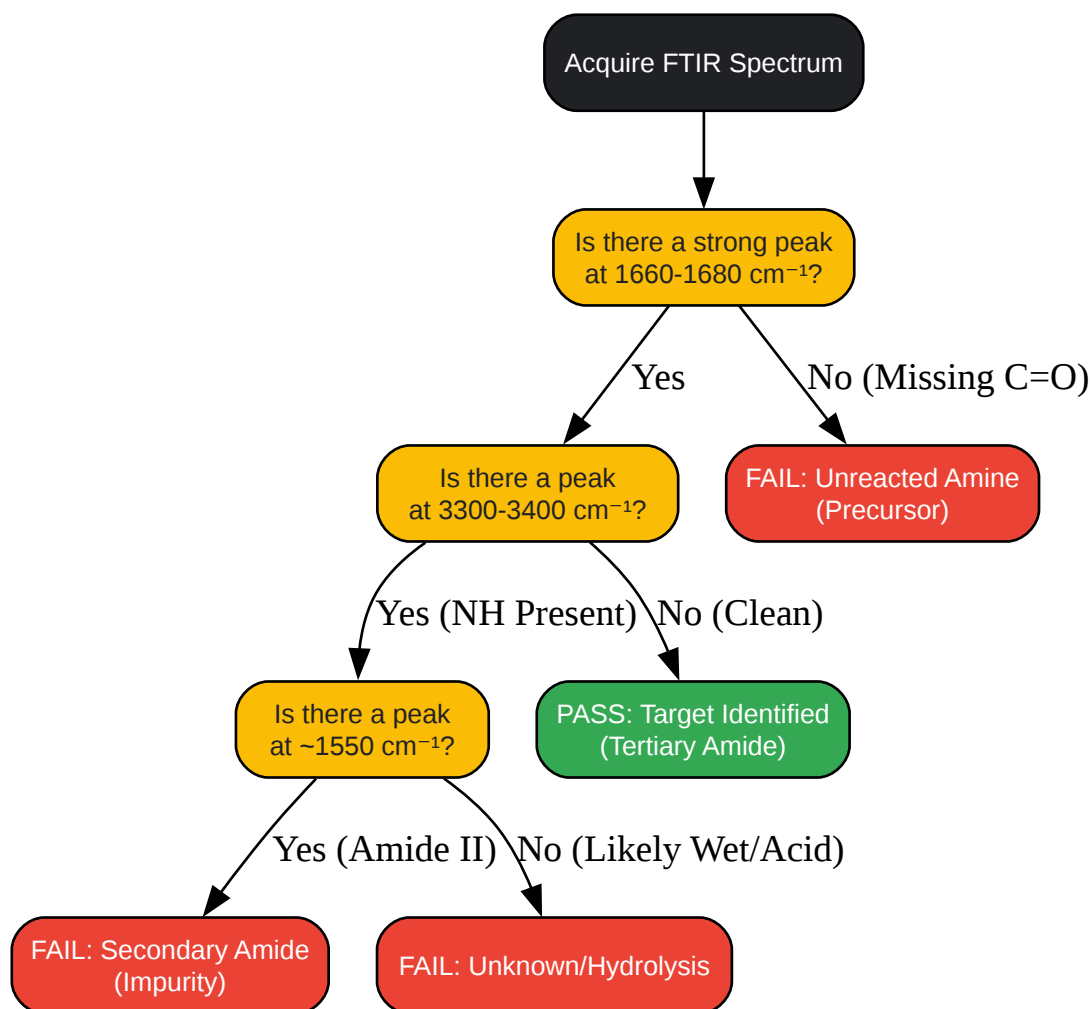 Acquire FTIR Spectrum
Is there a strong peak
at 1660-1680 cm⁻¹?
Yes
No (Missing C=O)
Is there a peak
at 3300-3400 cm⁻¹?
FAIL: Unreacted Amine
(Precursor)
Yes (NH Present)
No (Clean)
Is there a peak
at ~1550 cm⁻¹?
PASS: Target Identified
(Tertiary Amide)
Yes (Amide II)
No (Likely Wet/Acid)
FAIL: Secondary Amide
(Impurity)
FAIL: Unknown/Hydrolysis